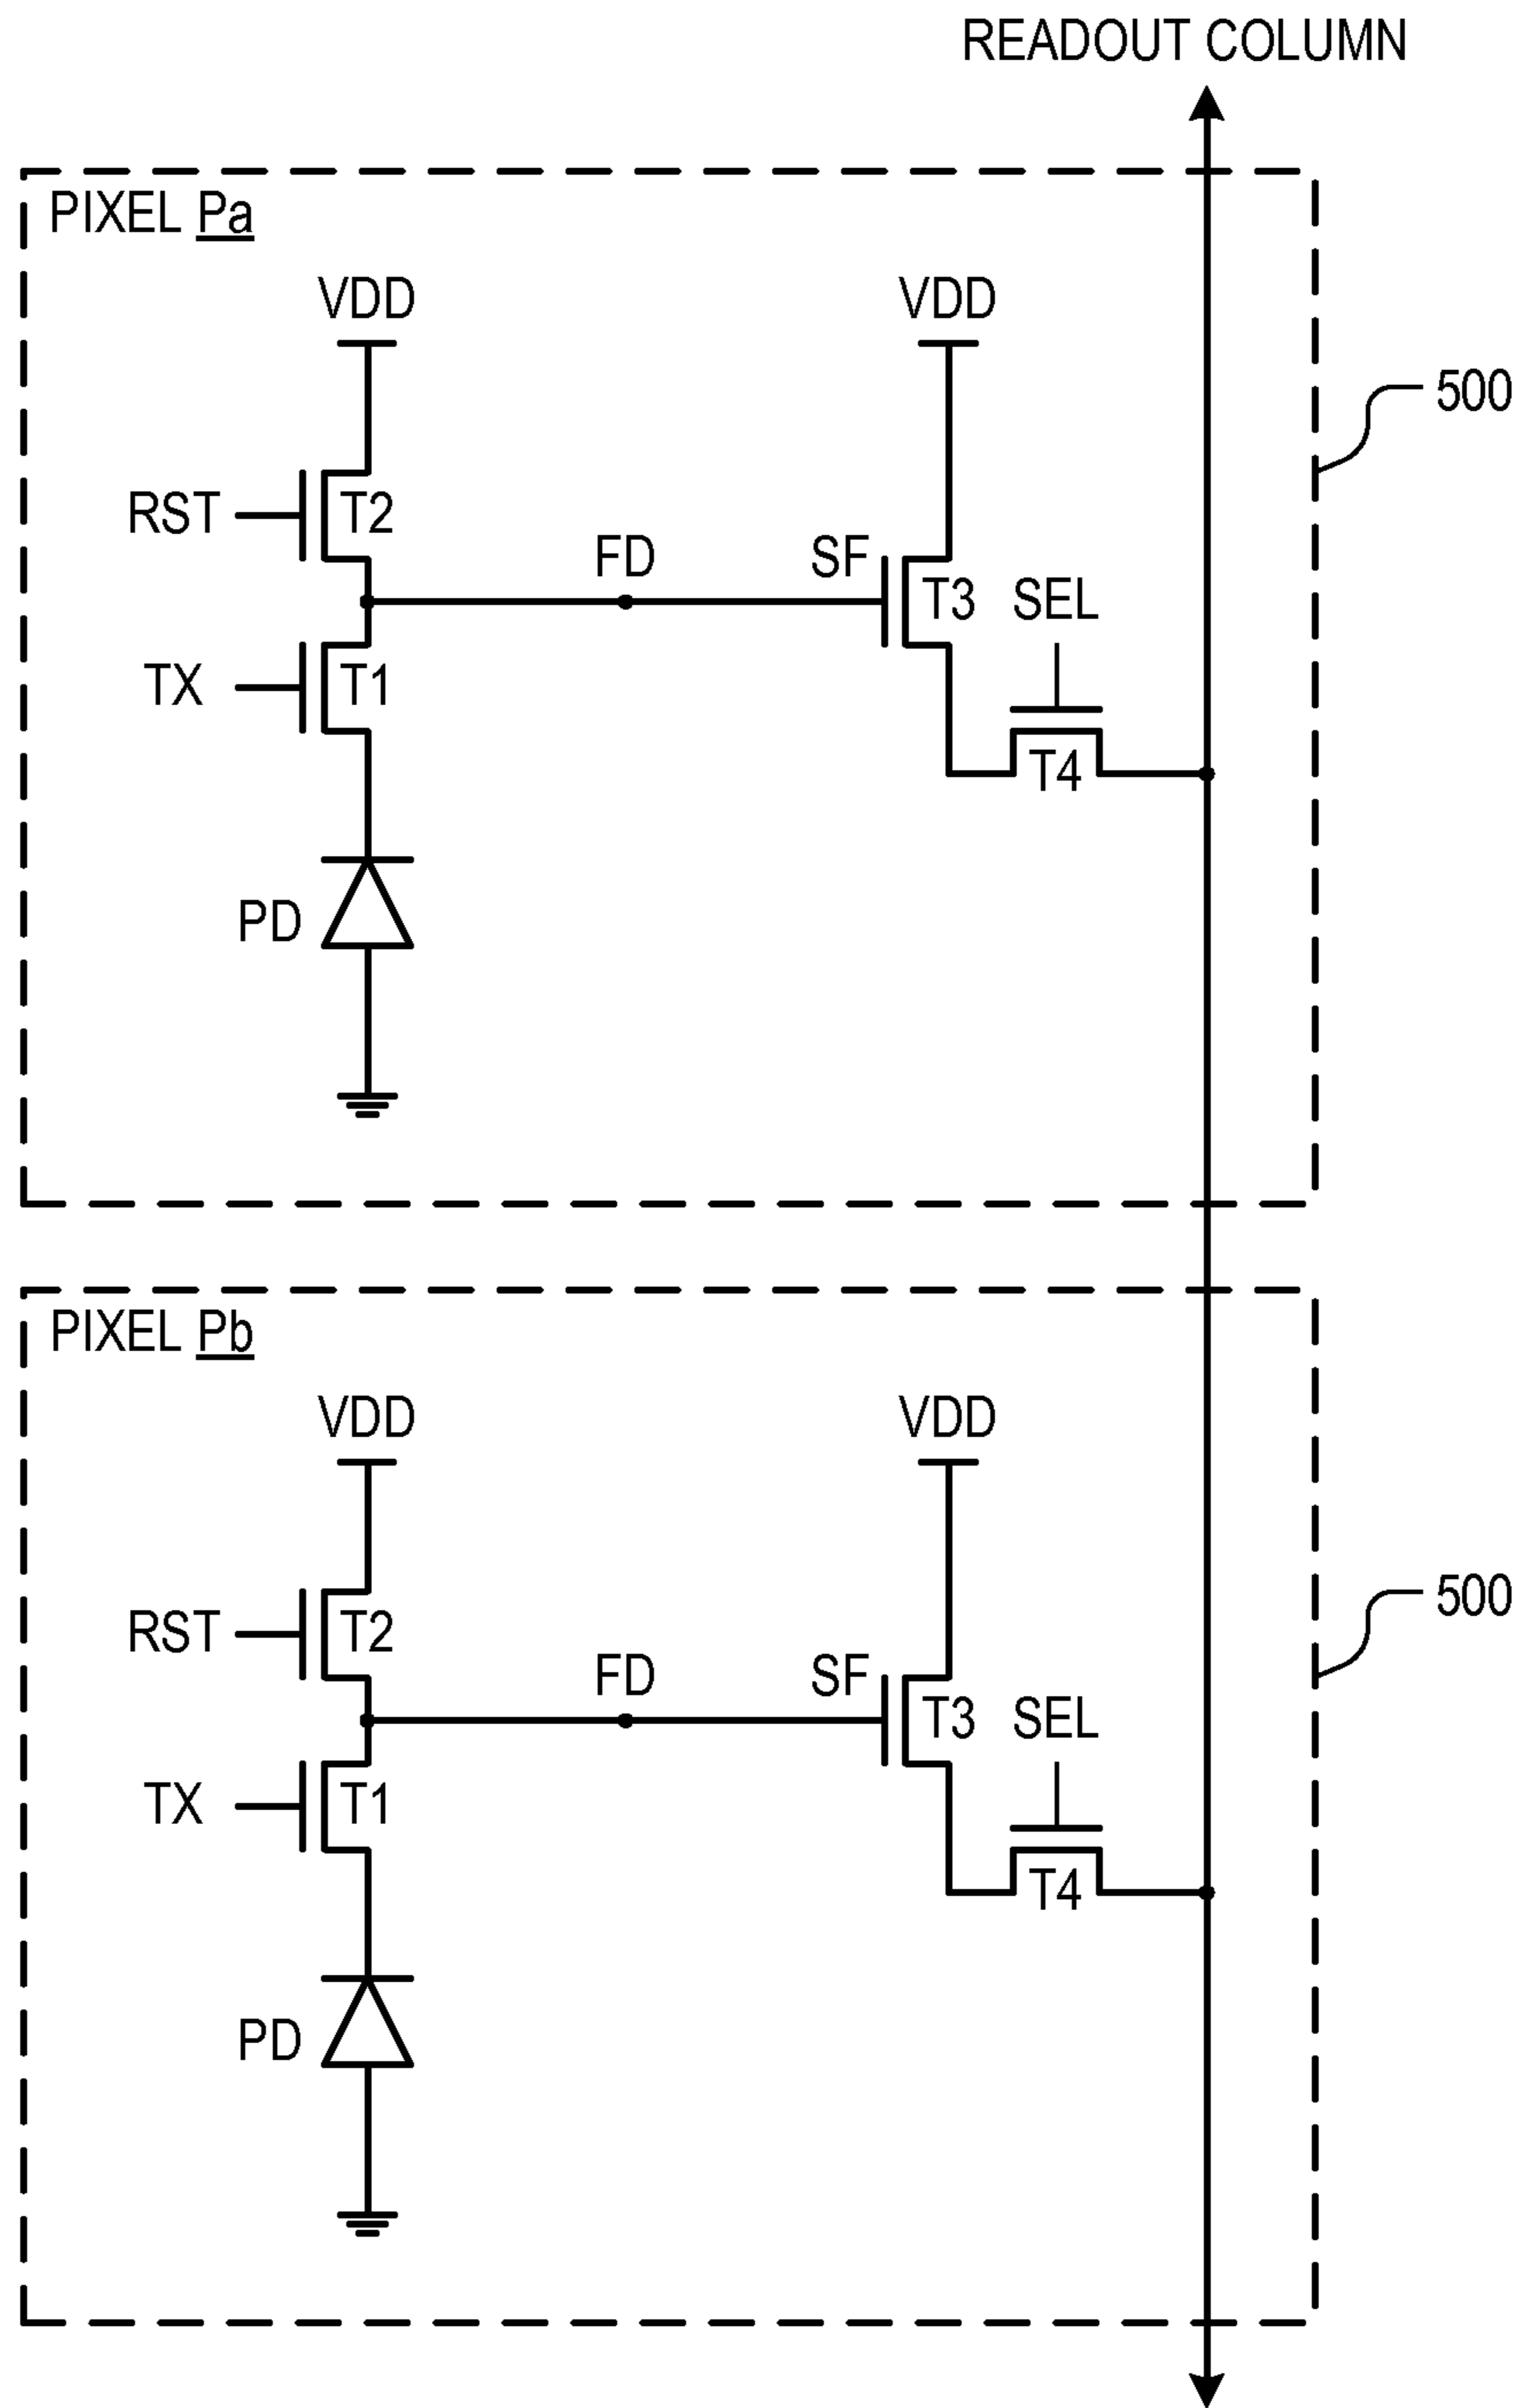 READOUT COLUMN
PIXEL Pa
VDD
VDD
500
RST
T2
FD
SF
T3
SEL
TX
T1
T4
PD
PIXEL Pb
VDD
VDD
500
RST
T2
FD
SF
T3
SEL
TX
T1
T4
PD